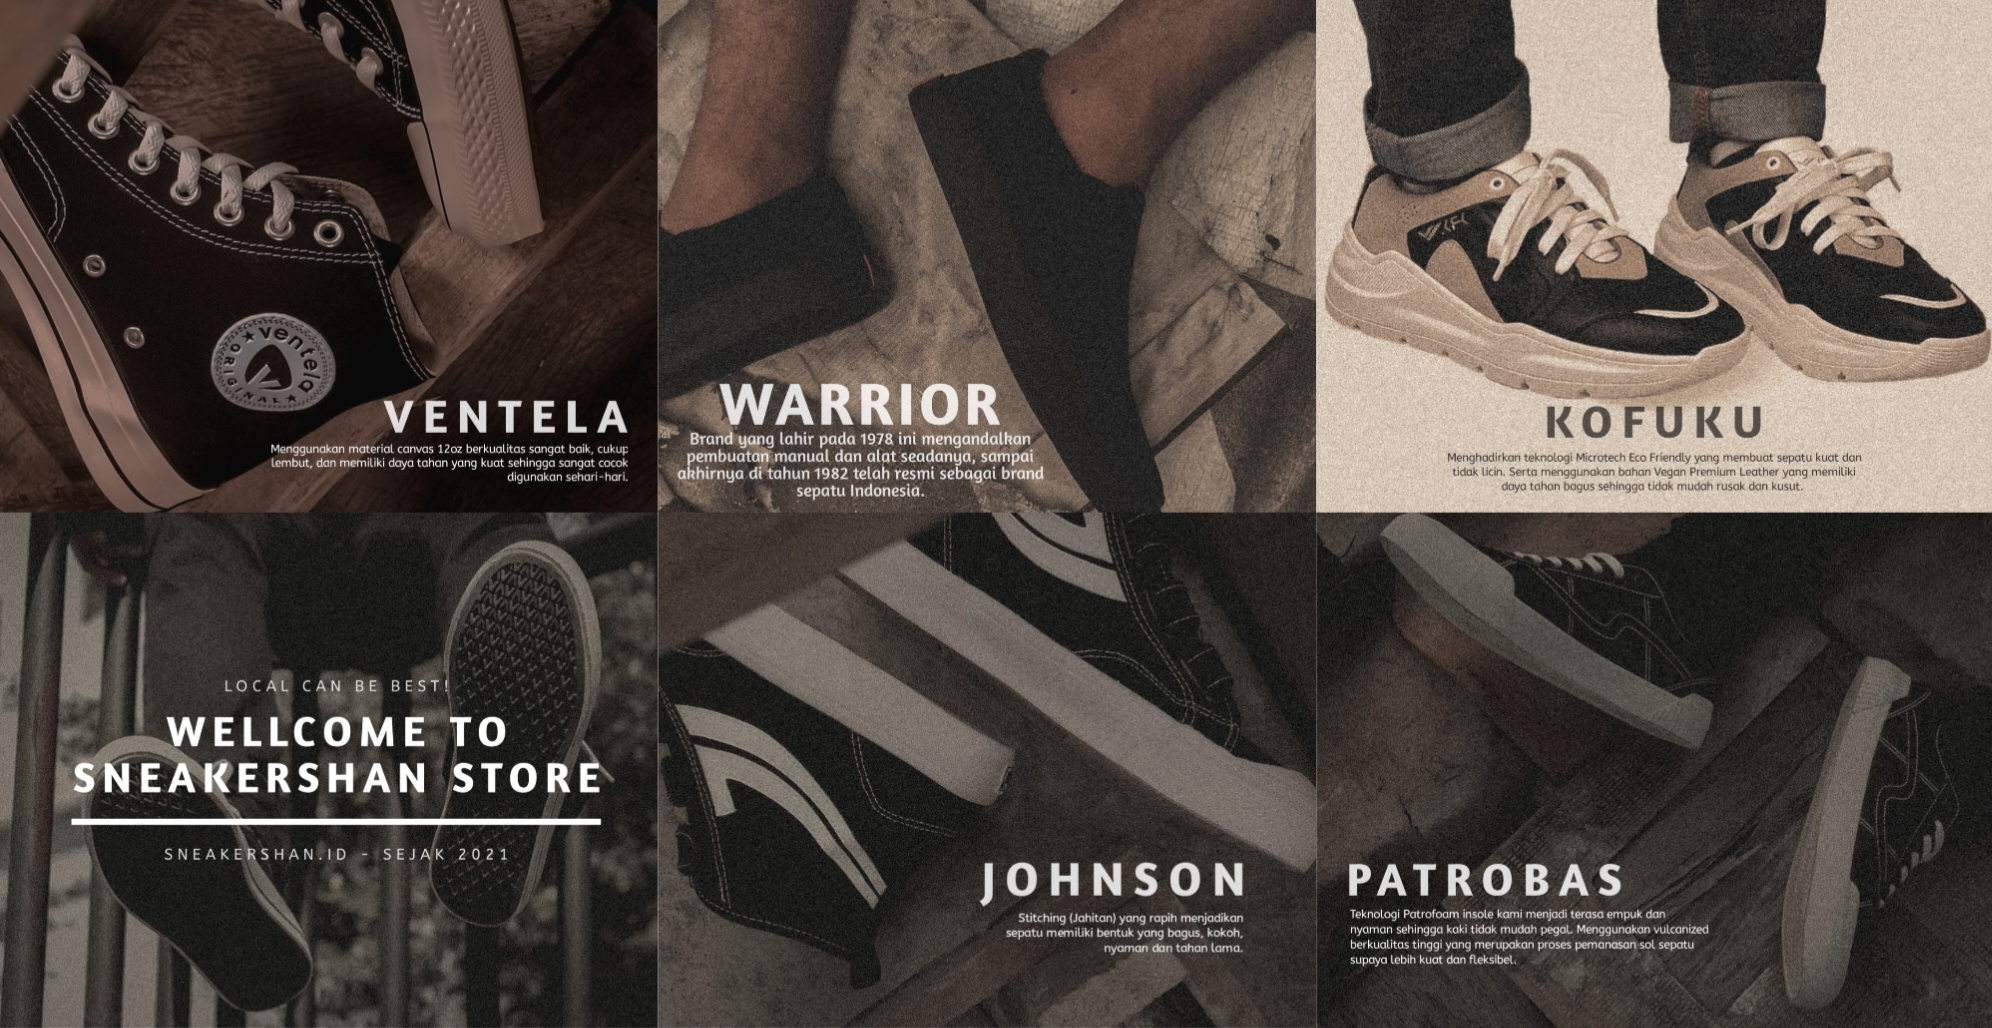 ventela
ORIGINAL
VENTELA
Menggunakan material canvas 12oz berkualitas sangat baik, cukup
lembut, dan memiliki daya tahan yang kuat sehingga sangat cocok
digunakan sehari-hari.
WARRIOR
Brand yang lahir pada 1978 ini mengandalkan
pembuatan manual dan alat seadanya, sampai
akhirnya di tahun 1982 telah resmi sebagai brand
sepatu Indonesia.
KOFUKU
Menghadirkan teknologi Microtech Eco Friendly yang membuat sepatu kuat dan
tidak licin. Serta menggunakan bahan Vegan Premium Leather yang memiliki
daya tahan bagus sehingga tidak mudah rusak dan kusut.
LOCAL CAN BE BEST!
WELLCOME TO
SNEAKERSHAN STORE
SNEAKERSHAN.ID - SEJAK 2021
JOHNSON
Stitching (Jahitan) yang rapih menjadikan
sepatu memiliki bentuk yang bagus, kokoh,
nyaman dan tahan lama.
PATROBAS
Teknologi Patrofoam insole kami menjadi terasa empuk dan
nyaman sehingga kaki tidak mudah pegal. Menggunakan vulcanized
berkualitas tinggi yang merupakan proses pemanasan sol sepatu
supaya lebih kuat dan fleksibel.